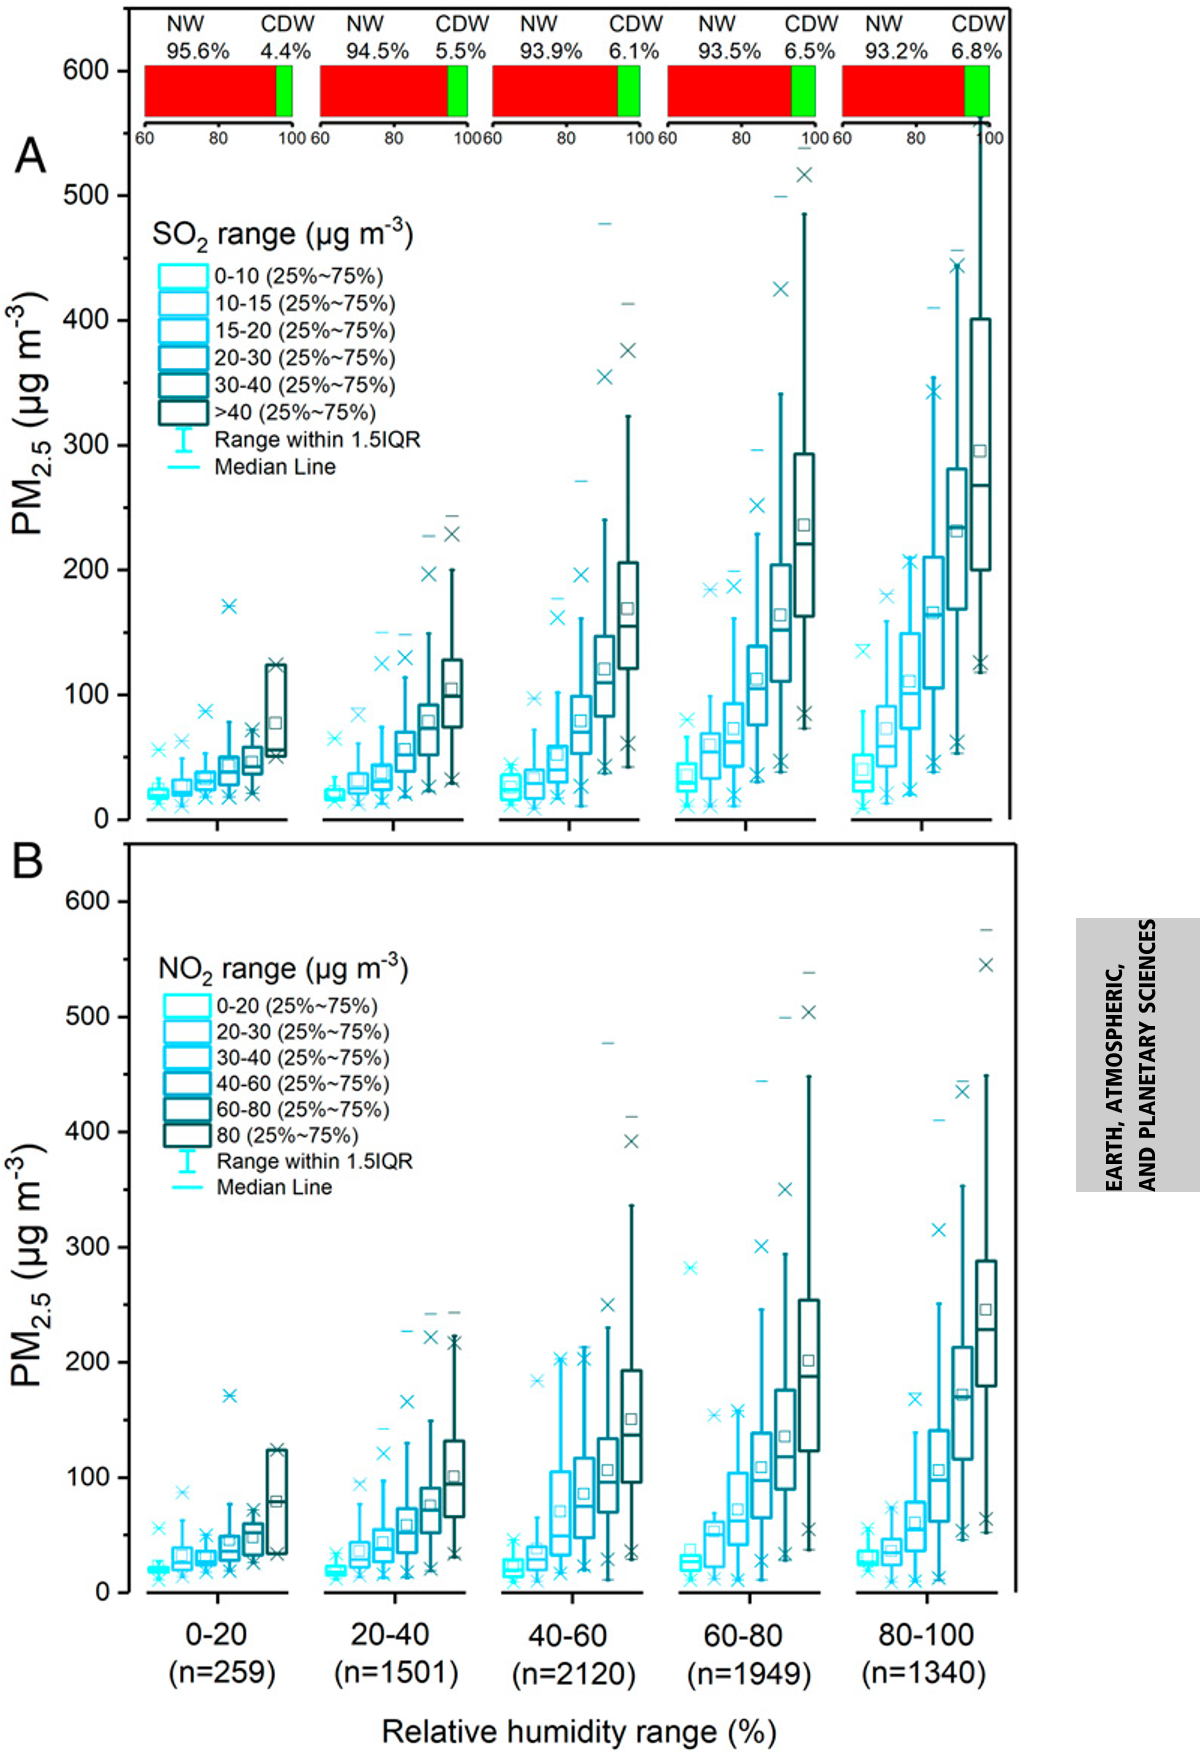 NW CDW NW CDW NW CDW NW CDW NW CDW
95.6% 4.4% 94.5% 5.5% 93.9% 6.1% 93.5% 6.5% 93.2% 6.8%
60 80 100 60 80 100 60 80 100 60 80 100 60 80 100
A
600
500
400
300
200
100
0
PM2.5 (µg m-3)
SO2 range (µg m-3)
0-10 (25%~75%)
10-15 (25%~75%)
15-20 (25%~75%)
20-30 (25%~75%)
30-40 (25%~75%)
>40 (25%~75%)
Range within 1.5IQR
Median Line
B
600
500
400
300
200
100
0
PM2.5 (µg m-3)
NO2 range (µg m-3)
0-20 (25%~75%)
20-30 (25%~75%)
30-40 (25%~75%)
40-60 (25%~75%)
60-80 (25%~75%)
80 (25%~75%)
Range within 1.5IQR
Median Line
0-20 20-40 40-60 60-80 80-100
(n=259) (n=1501) (n=2120) (n=1949) (n=1340)
Relative humidity range (%)
EARTH, ATMOSPHERIC,
AND PLANETARY SCIENCES